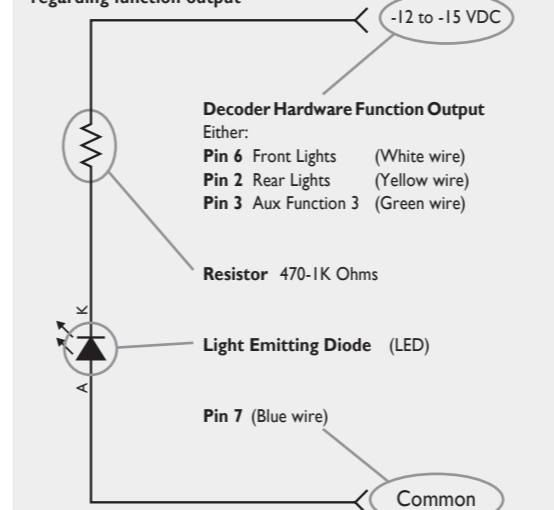 regarding function output
-12 to -15 VDC
Decoder Hardware Function Output
Either:
Pin 6 Front Lights (White wire)
Pin 2 Rear Lights (Yellow wire)
Pin 3 Aux Function 3 (Green wire)
Resistor 470-1K Ohms
K
Light Emitting Diode (LED)
A
Pin 7 (Blue wire)
Common